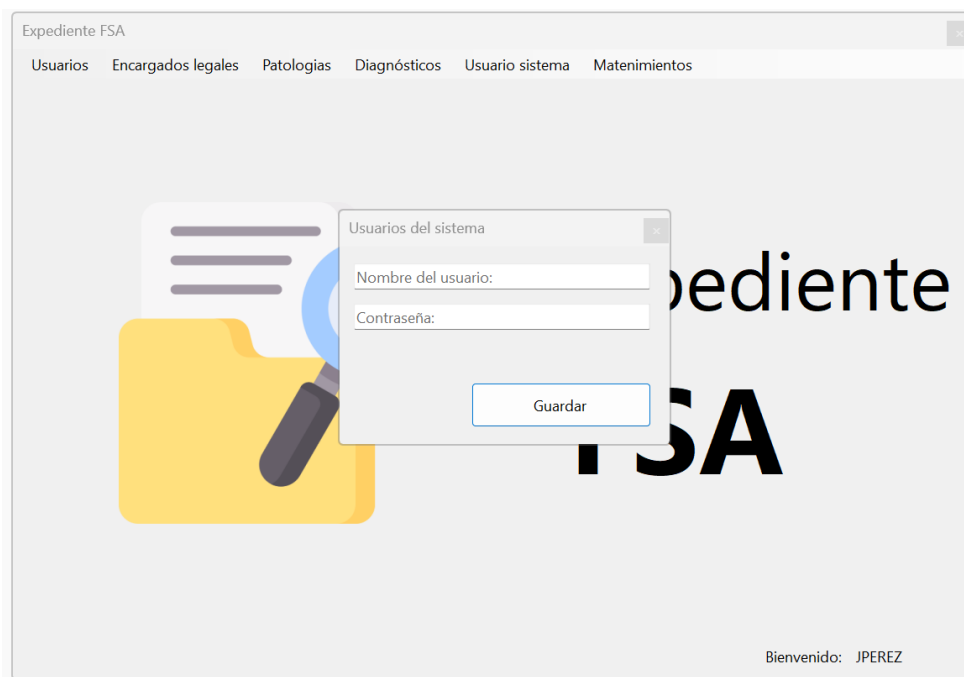 Expediente FSA
Usuarios Encargados legales Patologias Diagnósticos Usuario sistema Matenimientos
Usuarios del sistema
Nombre del usuario:
Contraseña:
Guardar
pediente
FSA
Bienvenido: JPEREZ